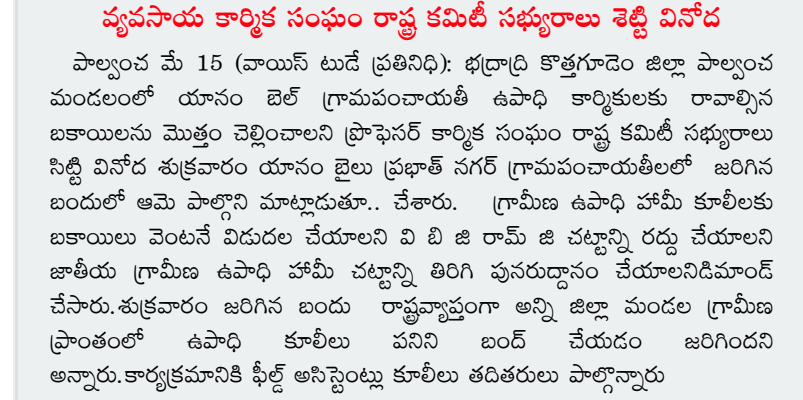 వ్యవసాయ కార్మిక సంఘం రాష్ట్ర కమిటీ సభ్యురాలు శెట్టి వినోద
పాల్వంచ మే 15 (వాయిస్ టుడే ప్రతినిధి): భద్రాద్రి కొత్తగూడెం జిల్లా పాల్వంచ
మండలంలో యానం బెల్ గ్రామపంచాయతీ ఉపాధి కార్మికులకు రావాల్సిన
బకాయిలను మొత్తం చెల్లించాలని ప్రొఫెసర్ కార్మిక సంఘం రాష్ట్ర కమిటీ సభ్యురాలు
సిట్టి వినోద శుక్రవారం యానం బైలు ప్రభాత్ నగర్ గ్రామపంచాయతీలలో జరిగిన
బందులో ఆమె పాల్గొని మాట్లాడుతూ.. చేశారు. గ్రామీణ ఉపాధి హామీ కూలీలకు
బకాయిలు వెంటనే విడుదల చేయాలని వి బి జి రామ్ జి చట్టాన్ని రద్దు చేయాలని
జాతీయ గ్రామీణ ఉపాధి హామీ చట్టాన్ని తిరిగి పునరుద్దానం చేయాలనిడిమాండ్
చేసారు.శుక్రవారం జరిగిన బందు రాష్ట్రవ్యాప్తంగా అన్ని జిల్లా మండల గ్రామీణ
ప్రాంతంలో ఉపాధి కూలీలు పనిని బంద్ చేయడం జరిగిందని
అన్నారు.కార్యక్రమానికి ఫీల్డ్ అసిస్టెంట్లు కూలీలు తదితరులు పాల్గొన్నారు